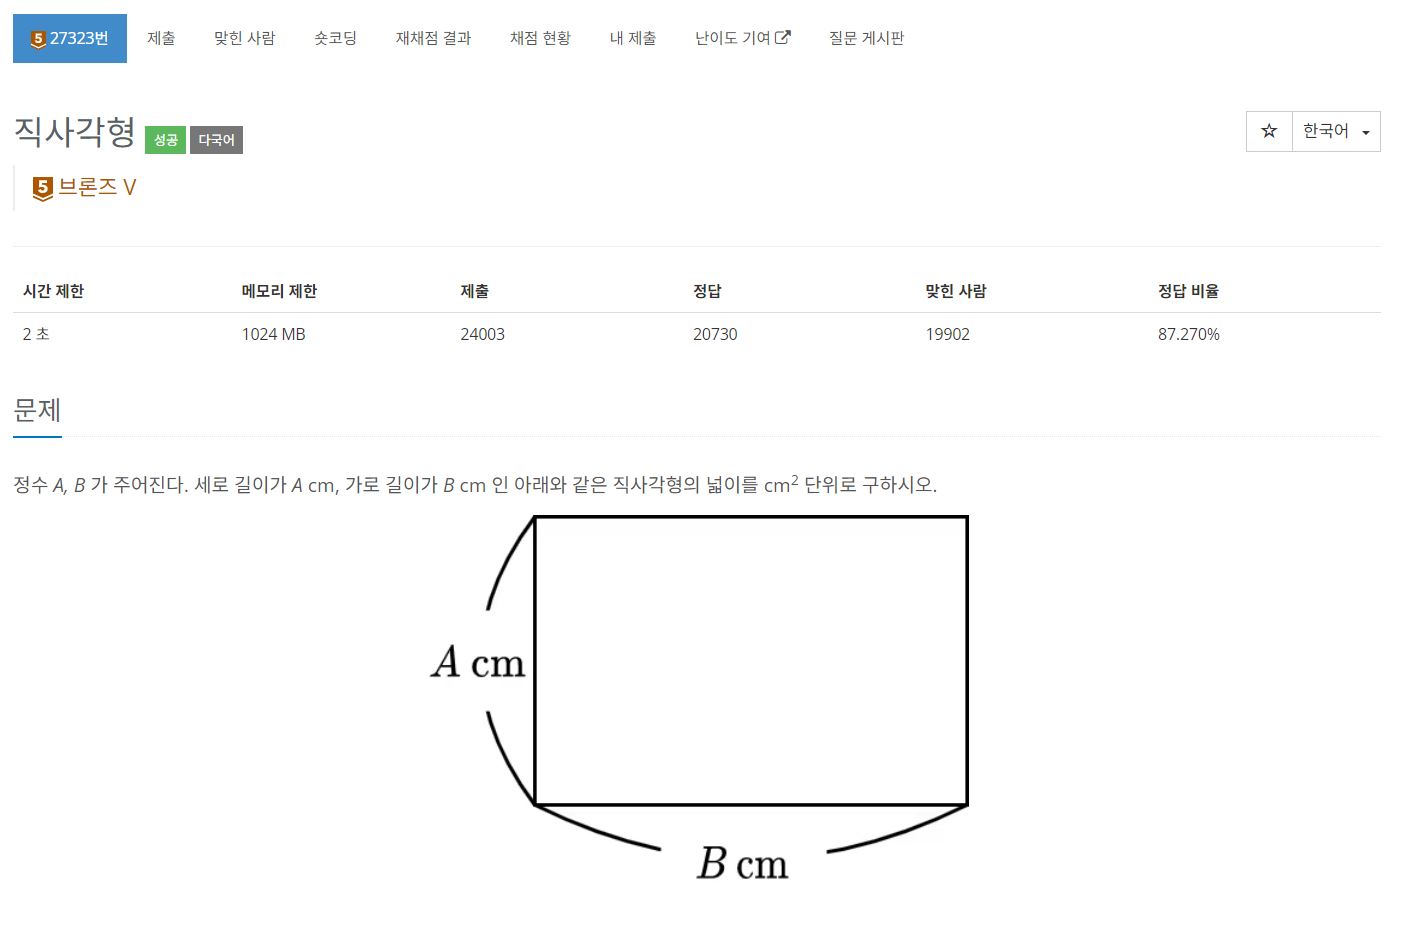 5 27323번 제출 맞힌 사람 숏코딩 재채점 결과 채점 현황 내 제출 난이도 기여 질문 게시판
직사각형 성공 다국어 ☆ 한국어
5 브론즈 V
시간 제한 메모리 제한 제출 정답 맞힌 사람 정답 비율
2 초 1024 MB 24003 20730 19902 87.270%
문제
정수 A, B 가 주어진다. 세로 길이가 A cm, 가로 길이가 B cm 인 아래와 같은 직사각형의 넓이를 cm² 단위로 구하시오.
A cm
B cm